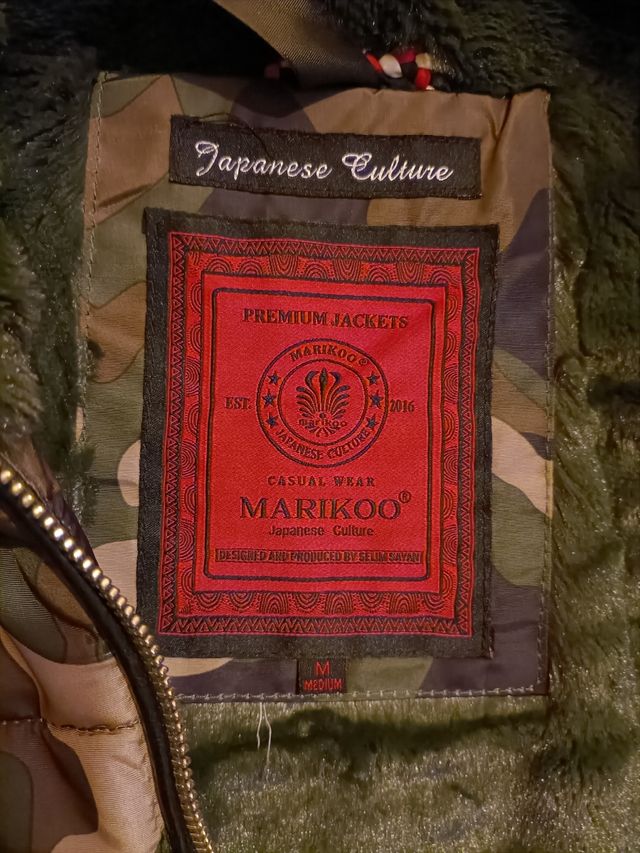 Japanese Culture
PREMIUM JACKETS
MARIKOO®
EST. 2016
marikoo
JAPANESE CULTURE
CASUAL WEAR
MARIKOO®
Japanese Culture
DESIGNED AND PRODUCED BY SELIM SAYAN
M
MEDIUM